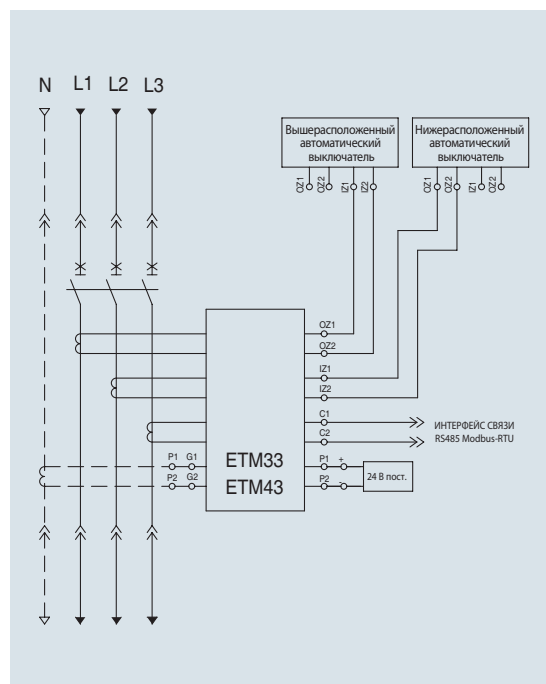 N L1 L2 L3
Вышерасположенный
автоматический
выключатель
Нижерасположенный
автоматический
выключатель
OZ1 OZ2 IZ1 IZ2
OZ1 OZ2 IZ1 OZ2
OZ1
OZ2
IZ1
IZ2
C1
C2
ИНТЕРФЕЙС СВЯЗИ
RS485 Modbus-RTU
P1 G1
P2 G2
ETM33
ETM43
P1 +
P2 -
24 В пост.